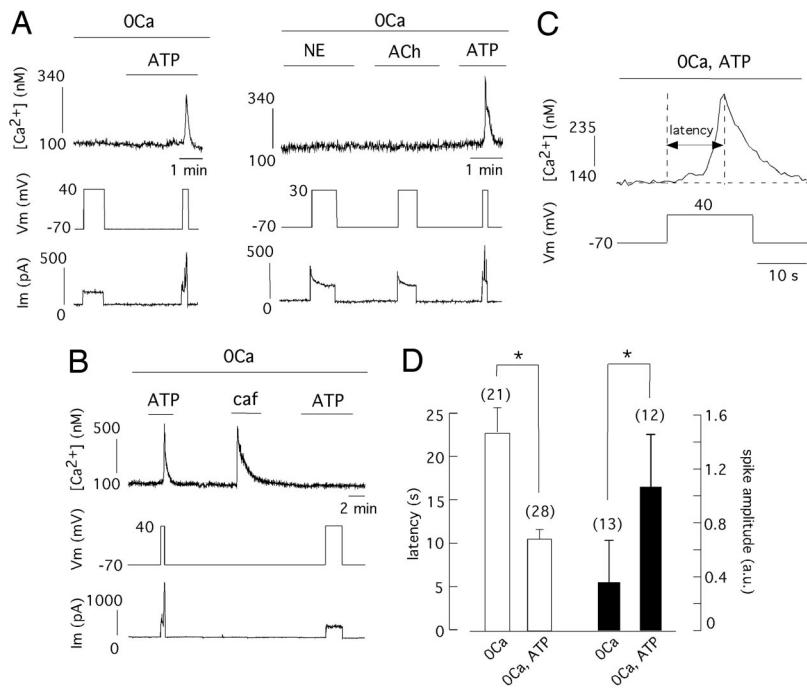 A
0Ca
ATP
[Ca2+] (nM)
340
100
1 min
Vm (mV)
40
-70
Im (pA)
500
0
0Ca
NE
ACh
ATP
340
100
1 min
30
-70
500
0
B
0Ca
ATP
caf
ATP
[Ca2+] (nM)
500
100
2 min
Vm (mV)
40
-70
Im (pA)
1000
0
C
0Ca, ATP
[Ca2+] (nM)
235
140
latency
Vm (mV)
40
-70
10 s
D
*
*
(21)
(28)
(13)
(12)
latency (s)
25
20
15
10
5
0
spike amplitude (a.u.)
1.6
1.2
0.8
0.4
0
0Ca
0Ca, ATP
0Ca
0Ca, ATP